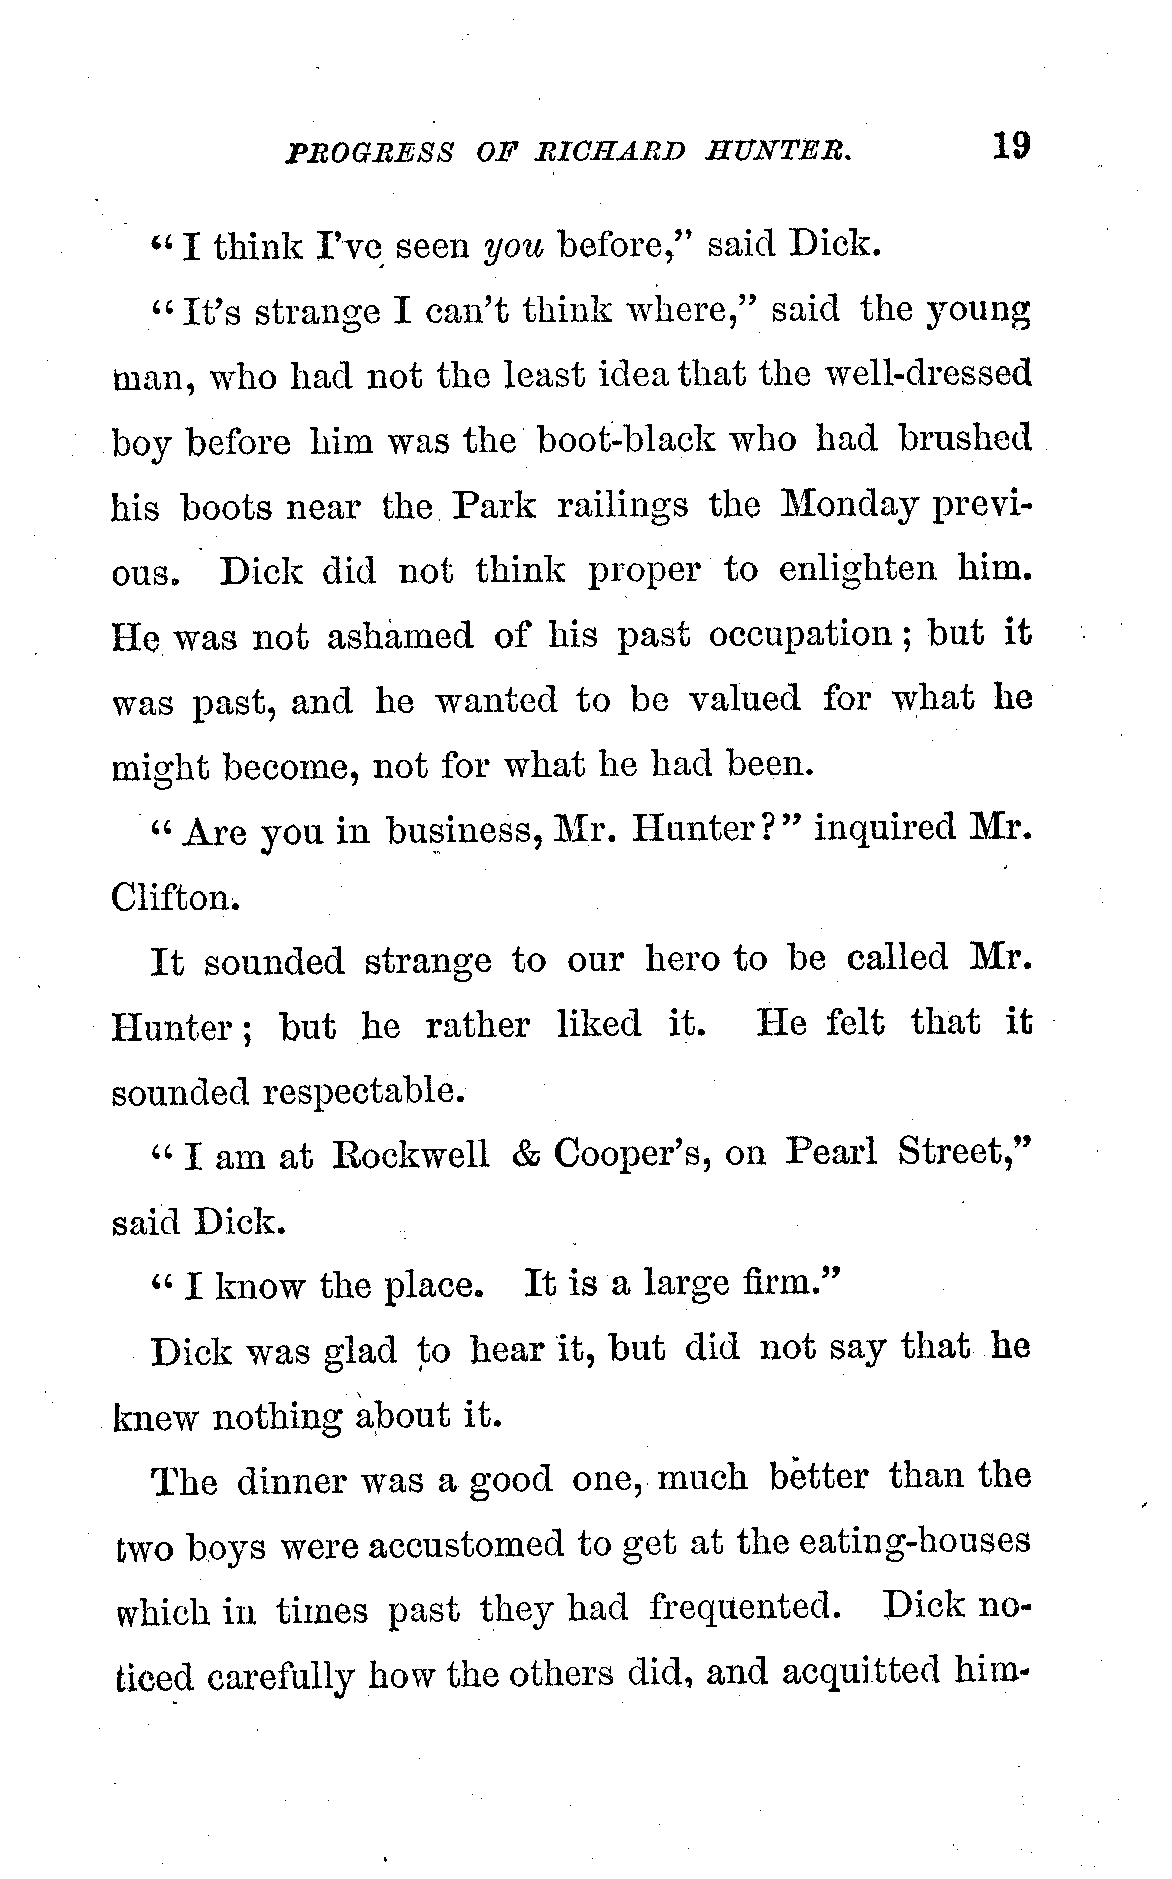 PROGRESS OF RICHARD HUNTER. 19
“I think I've seen you before,” said Dick.
“It's strange I can't think where,” said the young
man, who had not the least idea that the well-dressed
boy before him was the boot-black who had brushed
his boots near the Park railings the Monday previ-
ous. Dick did not think proper to enlighten him.
He was not ashamed of his past occupation; but it
was past, and he wanted to be valued for what he
might become, not for what he had been.
“Are you in business, Mr. Hunter?” inquired Mr.
Clifton.
It sounded strange to our hero to be called Mr.
Hunter; but he rather liked it. He felt that it
sounded respectable.
“I am at Rockwell & Cooper's, on Pearl Street,”
said Dick.
“I know the place. It is a large firm.”
Dick was glad to hear it, but did not say that he
knew nothing about it.
The dinner was a good one, much better than the
two boys were accustomed to get at the eating-houses
which in times past they had frequented. Dick no-
ticed carefully how the others did, and acquitted him-